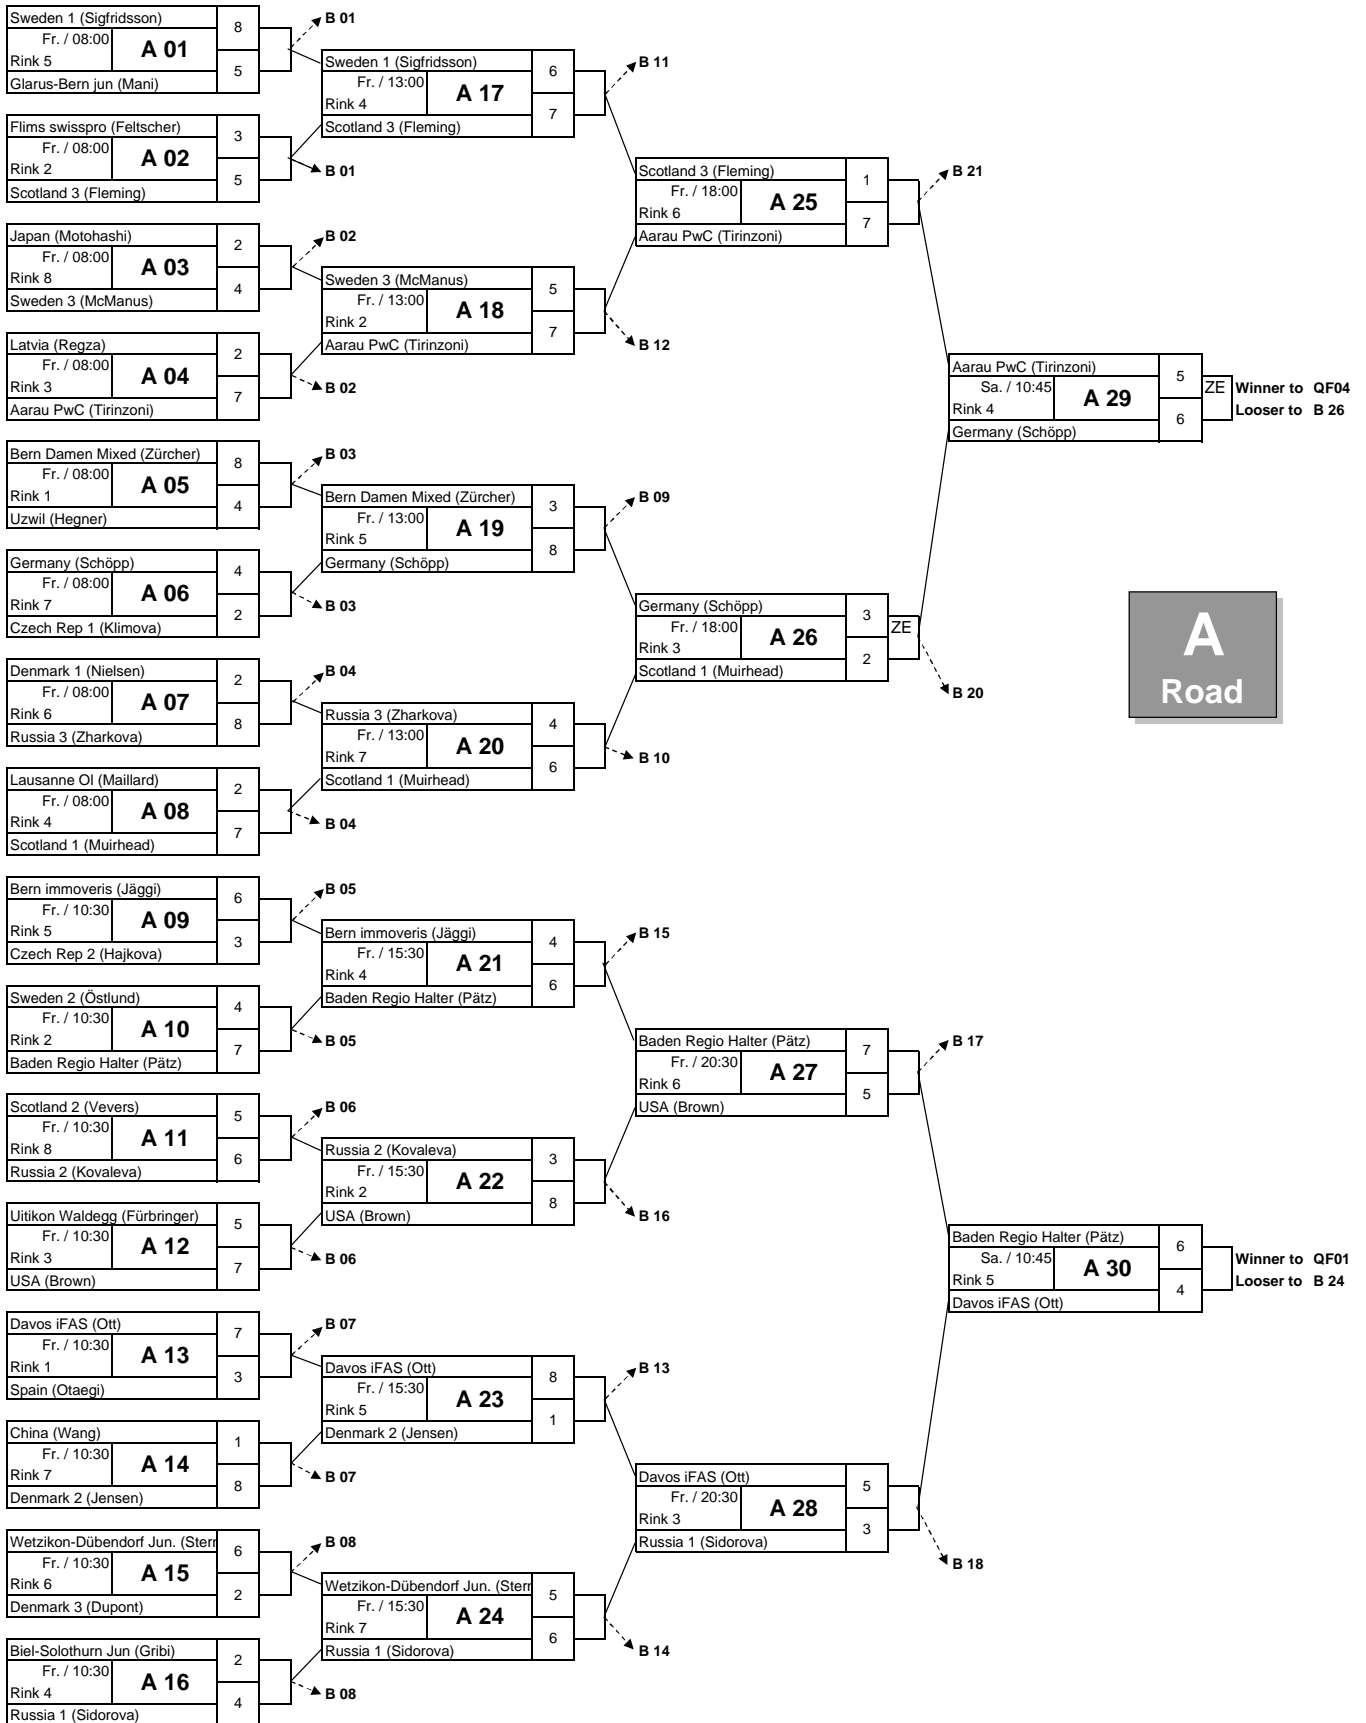 Sweden 1 (Sigfridsson)
8
Fr. / 08:00
A 01
Rink 5
5
Glarus-Bern jun (Mani)
B 01
Flims swisspro (Feltscher)
3
Fr. / 08:00
A 02
Rink 2
5
Scotland 3 (Fleming)
B 01
Japan (Motohashi)
2
Fr. / 08:00
A 03
Rink 8
4
Sweden 3 (McManus)
B 02
Latvia (Regza)
2
Fr. / 08:00
A 04
Rink 3
7
Aarau PwC (Tirinzoni)
B 02
Bern Damen Mixed (Zürcher)
8
Fr. / 08:00
A 05
Rink 1
4
Uzwil (Hegner)
B 03
Germany (Schöpp)
4
Fr. / 08:00
A 06
Rink 7
2
Czech Rep 1 (Klimova)
B 03
Denmark 1 (Nielsen)
2
Fr. / 08:00
A 07
Rink 6
8
Russia 3 (Zharkova)
B 04
Lausanne Ol (Maillard)
2
Fr. / 08:00
A 08
Rink 4
7
Scotland 1 (Muirhead)
B 04
Bern immoveris (Jäggi)
6
Fr. / 10:30
A 09
Rink 5
3
Czech Rep 2 (Hajkova)
B 05
Sweden 2 (Östlund)
4
Fr. / 10:30
A 10
Rink 2
7
Baden Regio Halter (Pätz)
B 05
Scotland 2 (Vevers)
5
Fr. / 10:30
A 11
Rink 8
6
Russia 2 (Kovaleva)
B 06
Uitikon Waldegg (Fürbringer)
5
Fr. / 10:30
A 12
Rink 3
7
USA (Brown)
B 06
Davos iFAS (Ott)
7
Fr. / 10:30
A 13
Rink 1
3
Spain (Otaegi)
B 07
China (Wang)
1
Fr. / 10:30
A 14
Rink 7
8
Denmark 2 (Jensen)
B 07
Wetzikon-Dübendorf Jun. (Sterr
6
Fr. / 10:30
A 15
Rink 6
2
Denmark 3 (Dupont)
B 08
Biel-Solothurn Jun (Gribi)
2
Fr. / 10:30
A 16
Rink 4
4
Russia 1 (Sidorova)
B 08
Sweden 1 (Sigfridsson)
6
Fr. / 13:00
A 17
Rink 4
7
Scotland 3 (Fleming)
B 11
Sweden 3 (McManus)
5
Fr. / 13:00
A 18
Rink 2
7
Aarau PwC (Tirinzoni)
B 12
Bern Damen Mixed (Zürcher)
3
Fr. / 13:00
A 19
Rink 5
8
Germany (Schöpp)
B 09
Russia 3 (Zharkova)
4
Fr. / 13:00
A 20
Rink 7
6
Scotland 1 (Muirhead)
B 10
Bern immoveris (Jäggi)
4
Fr. / 15:30
A 21
Rink 4
6
Baden Regio Halter (Pätz)
B 15
Russia 2 (Kovaleva)
3
Fr. / 15:30
A 22
Rink 2
8
USA (Brown)
B 16
Davos iFAS (Ott)
8
Fr. / 15:30
A 23
Rink 5
1
Denmark 2 (Jensen)
B 13
Wetzikon-Dübendorf Jun. (Sterr
5
Fr. / 15:30
A 24
Rink 7
6
Russia 1 (Sidorova)
B 14
Scotland 3 (Fleming)
1
Fr. / 18:00
A 25
Rink 6
7
Aarau PwC (Tirinzoni)
B 21
Germany (Schöpp)
3
Fr. / 18:00
A 26
ZE
Rink 3
2
Scotland 1 (Muirhead)
B 20
Baden Regio Halter (Pätz)
7
Fr. / 20:30
A 27
Rink 6
5
USA (Brown)
B 17
Davos iFAS (Ott)
5
Fr. / 20:30
A 28
Rink 3
3
Russia 1 (Sidorova)
B 18
Aarau PwC (Tirinzoni)
5
Sa. / 10:45
A 29
ZE
Rink 4
6
Germany (Schöpp)
Winner to QF04
Looser to B 26
A
Road
Baden Regio Halter (Pätz)
6
Sa. / 10:45
A 30
Rink 5
4
Davos iFAS (Ott)
Winner to QF01
Looser to B 24